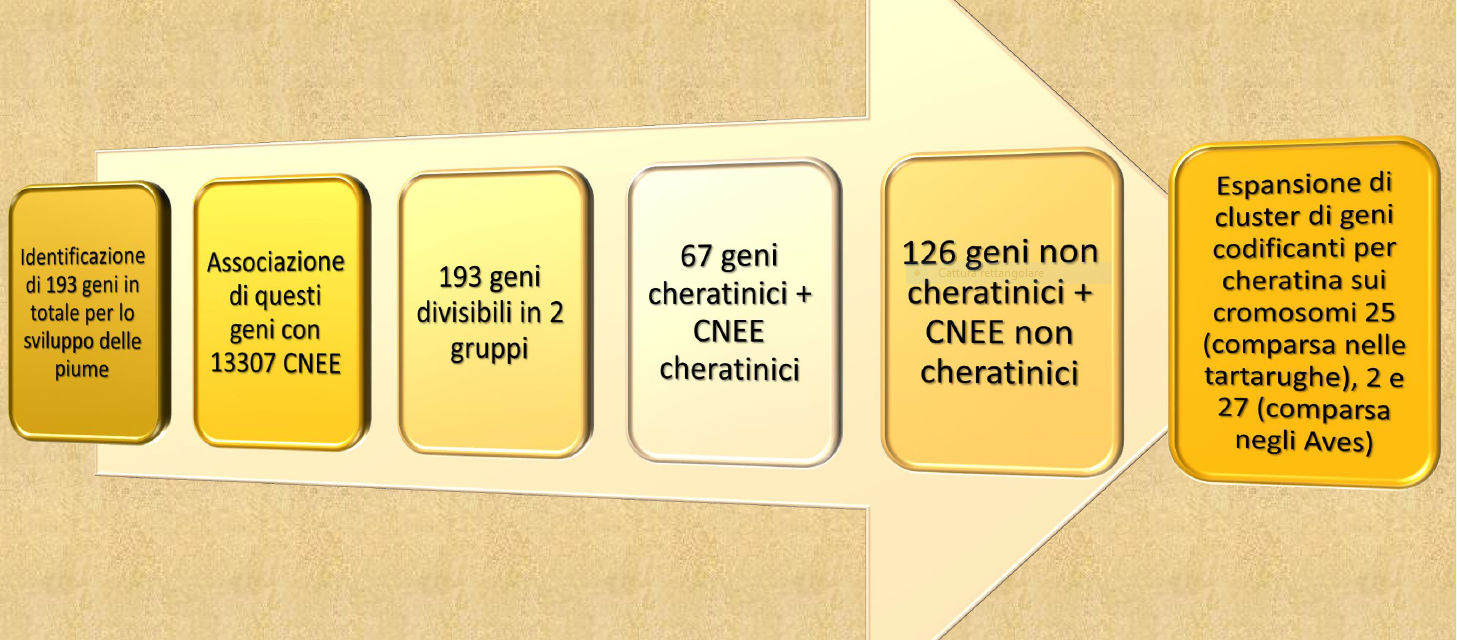 Identificazione
di 193 geni in
totale per lo
sviluppo delle
piume
Associazione
di questi
geni con
13307 CNEE
193 geni
divisibili in 2
gruppi
67 geni
cheratinici +
CNEE
cheratinici
126 geni non
cheratinici +
CNEE non
cheratinici
Cattura rettangolare
Espansione di
cluster di geni
codificanti per
cheratina sui
cromosomi 25
(comparsa nelle
tartarughe), 2 e
27 (comparsa
negli Aves)